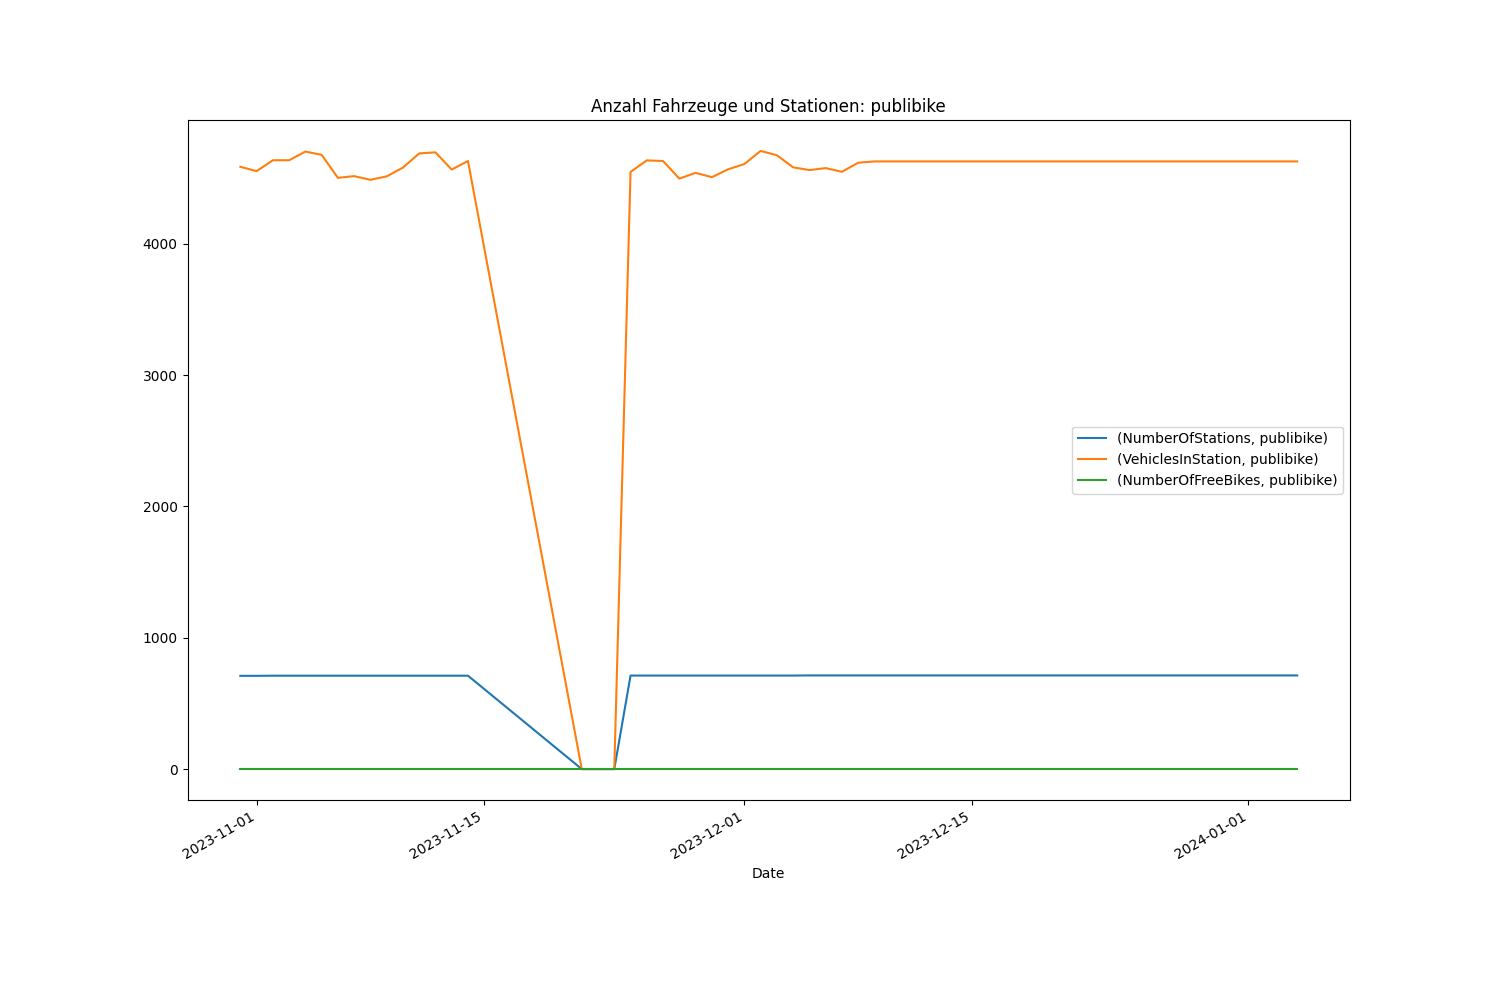 Anzahl Fahrzeuge und Stationen: publibike
4000
3000
2000
1000
0
(NumberOfStations, publibike)
(VehiclesInStation, publibike)
(NumberOfFreeBikes, publibike)
2023-11-01
2023-11-15
2023-12-01
2023-12-15
2024-01-01
Date